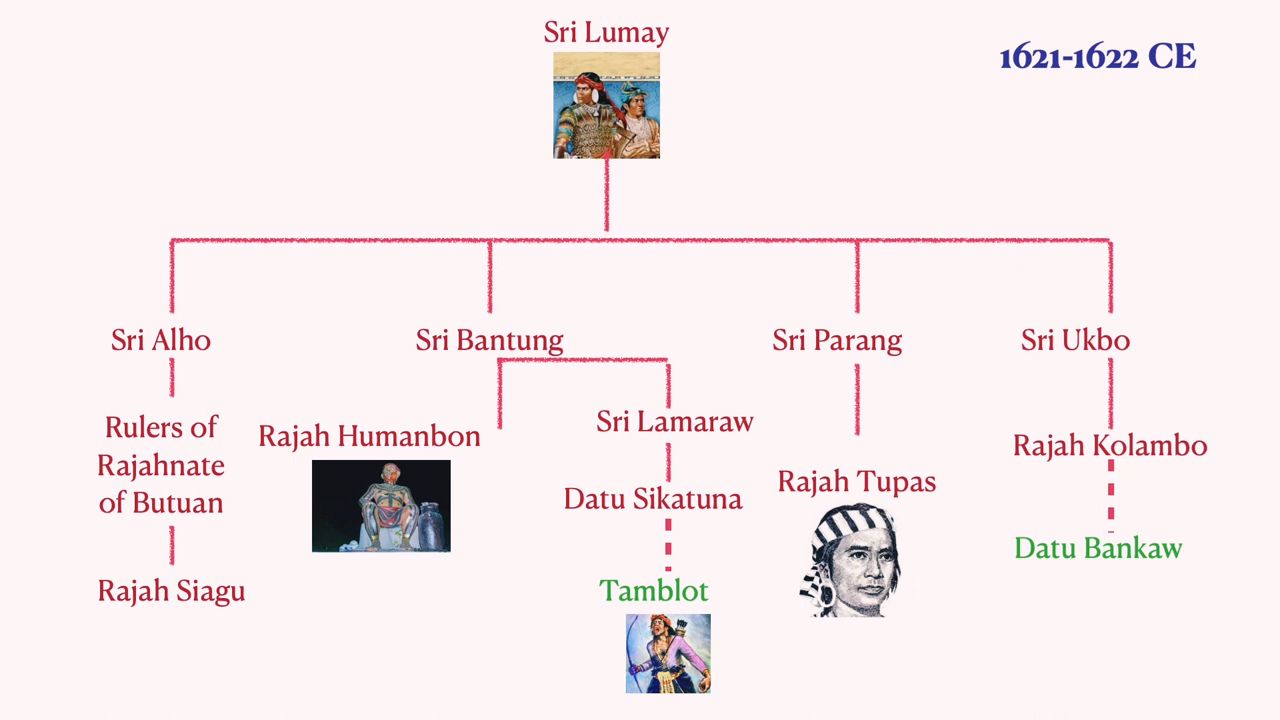 Sri Lumay
1621-1622 CE
Sri Alho
Sri Bantung
Sri Parang
Sri Ukbo
Rulers of
Rajahnate
of Butuan
Rajah Humanbon
Sri Lamaraw
Rajah Kolambo
Datu Sikatuna
Rajah Tupas
Datu Bankaw
Rajah Siagu
Tamblot